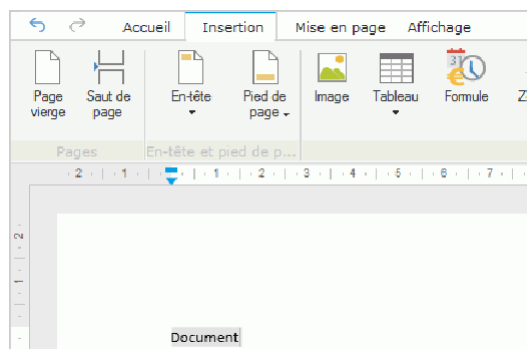 Accueil Insertion Mise en page Affichage
Page vierge Saut de page En-tête Pied de page Image Tableau Formule
Pages En-tête et pied de p...
2 1 1 2 3 4 5 6 7
2
1
Document